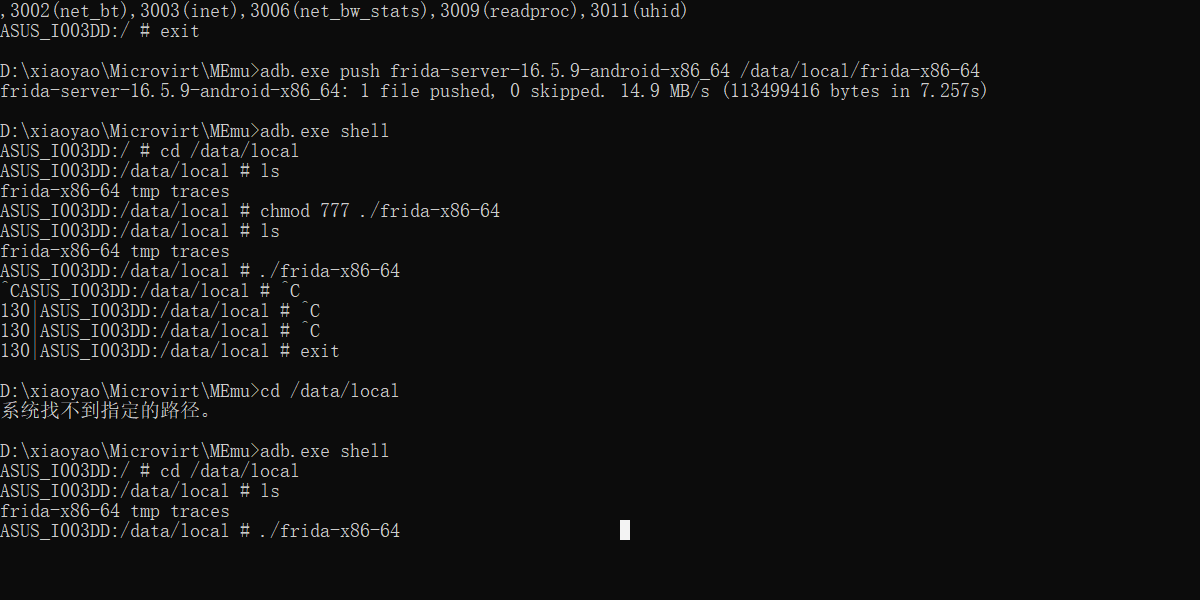 ,3002(net_bt),3003(inet),3006(net_bw_stats),3009(readproc),3011(uhid)
ASUS_I003DD:/ # exit
D:\xiaoyao\Microvirt\MEmu>adb.exe push frida-server-16.5.9-android-x86_64 /data/local/frida-x86-64
frida-server-16.5.9-android-x86_64: 1 file pushed, 0 skipped. 14.9 MB/s (113499416 bytes in 7.257s)
D:\xiaoyao\Microvirt\MEmu>adb.exe shell
ASUS_I003DD:/ # cd /data/local
ASUS_I003DD:/data/local # ls
frida-x86-64 tmp traces
ASUS_I003DD:/data/local # chmod 777 ./frida-x86-64
ASUS_I003DD:/data/local # ls
frida-x86-64 tmp traces
ASUS_I003DD:/data/local # ./frida-x86-64
^CASUS_I003DD:/data/local # ^C
130|ASUS_I003DD:/data/local # ^C
130|ASUS_I003DD:/data/local # ^C
130|ASUS_I003DD:/data/local # exit
D:\xiaoyao\Microvirt\MEmu>cd /data/local
系统找不到指定的路径。
D:\xiaoyao\Microvirt\MEmu>adb.exe shell
ASUS_I003DD:/ # cd /data/local
ASUS_I003DD:/data/local # ls
frida-x86-64 tmp traces
ASUS_I003DD:/data/local # ./frida-x86-64